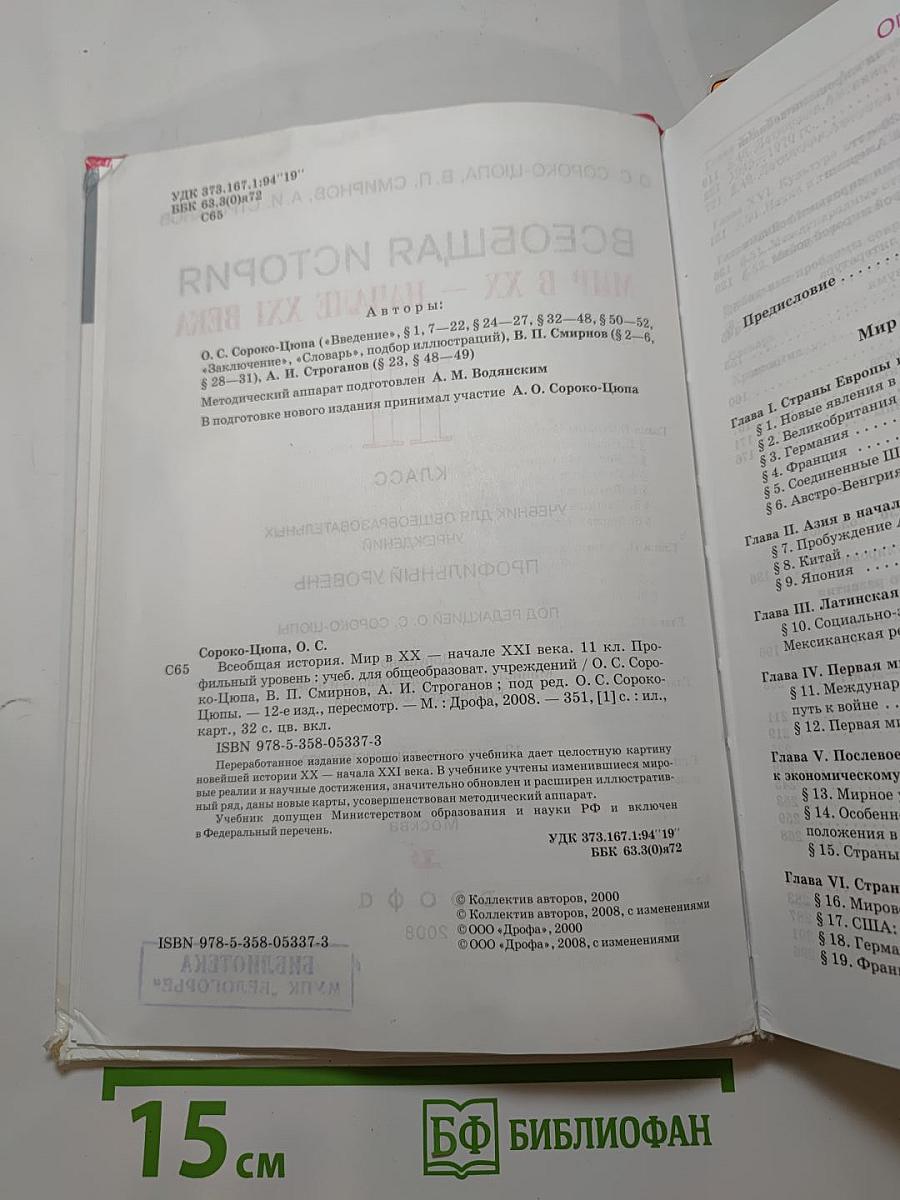 УДК 373.167.1:94"19"
ББК 63.3(0)я72
С65
Авторы:
О. С. Сороко-Цюпа («Введение», § 1, 7—22, § 24—27, § 32—48, § 50—52,
«Заключение», «Словарь», подбор иллюстраций), В. П. Смирнов (§ 2—6,
§ 28—31), А. И. Строганов (§ 23, § 48—49)
Методический аппарат подготовлен А. М. Водянским
В подготовке нового издания принимал участие А. О. Сороко-Цюпа
Сороко-Цюпа, О. С.
С65 Всеобщая история. Мир в XX — начале XXI века. 11 кл. Про-
фильный уровень : учеб. для общеобразоват. учреждений / О. С. Соро-
ко-Цюпа, В. П. Смирнов, А. И. Строганов ; под ред. О. С. Сороко-
Цюпы. — 12-е изд., пересмотр. — М. : Дрофа, 2008. — 351, [1] с. : ил.,
карт., 32 с. цв. вкл.
ISBN 978-5-358-05337-3
Переработанное издание хорошо известного учебника дает целостную картину
новейшей истории XX — начала XXI века. В учебнике учтены изменившиеся миро-
вые реалии и научные достижения, значительно обновлен и расширен иллюстратив-
ный ряд, даны новые карты, усовершенствован методический аппарат.
Учебник допущен Министерством образования и науки РФ и включен
в Федеральный перечень.
УДК 373.167.1:94"19"
ББК 63.3(0)я72
© Коллектив авторов, 2000
© Коллектив авторов, 2008, с изменениями
© ООО «Дрофа», 2000
© ООО «Дрофа», 2008, с изменениями
ISBN 978-5-358-05337-3
БИБЛИОТЕКА
МУПК "БЕЛОГОРЬЕ"
Предисловие
Мир
Глава I. Страны Европы
§ 1. Новые явления в
§ 2. Великобритания
§ 3. Германия
§ 4. Франция
§ 5. Соединенные
§ 6. Австро-Венгрия
Глава II. Азия в начал
§ 7. Пробуждение
§ 8. Китай
§ 9. Япония
Глава III. Латинская
§ 10. Социально-
Мексиканская ре
Глава IV. Первая ми
§ 11. Междунар
путь к войне
§ 12. Первая ми
Глава V. Послевое
к экономическому
§ 13. Мирное
§ 14. Особенн
положения в
§ 15. Страны
Глава VI. Стран
§ 16. Миров
§ 17. США:
§ 18. Герма
§ 19. Фран
15 см
БФ БИБЛИОФАН